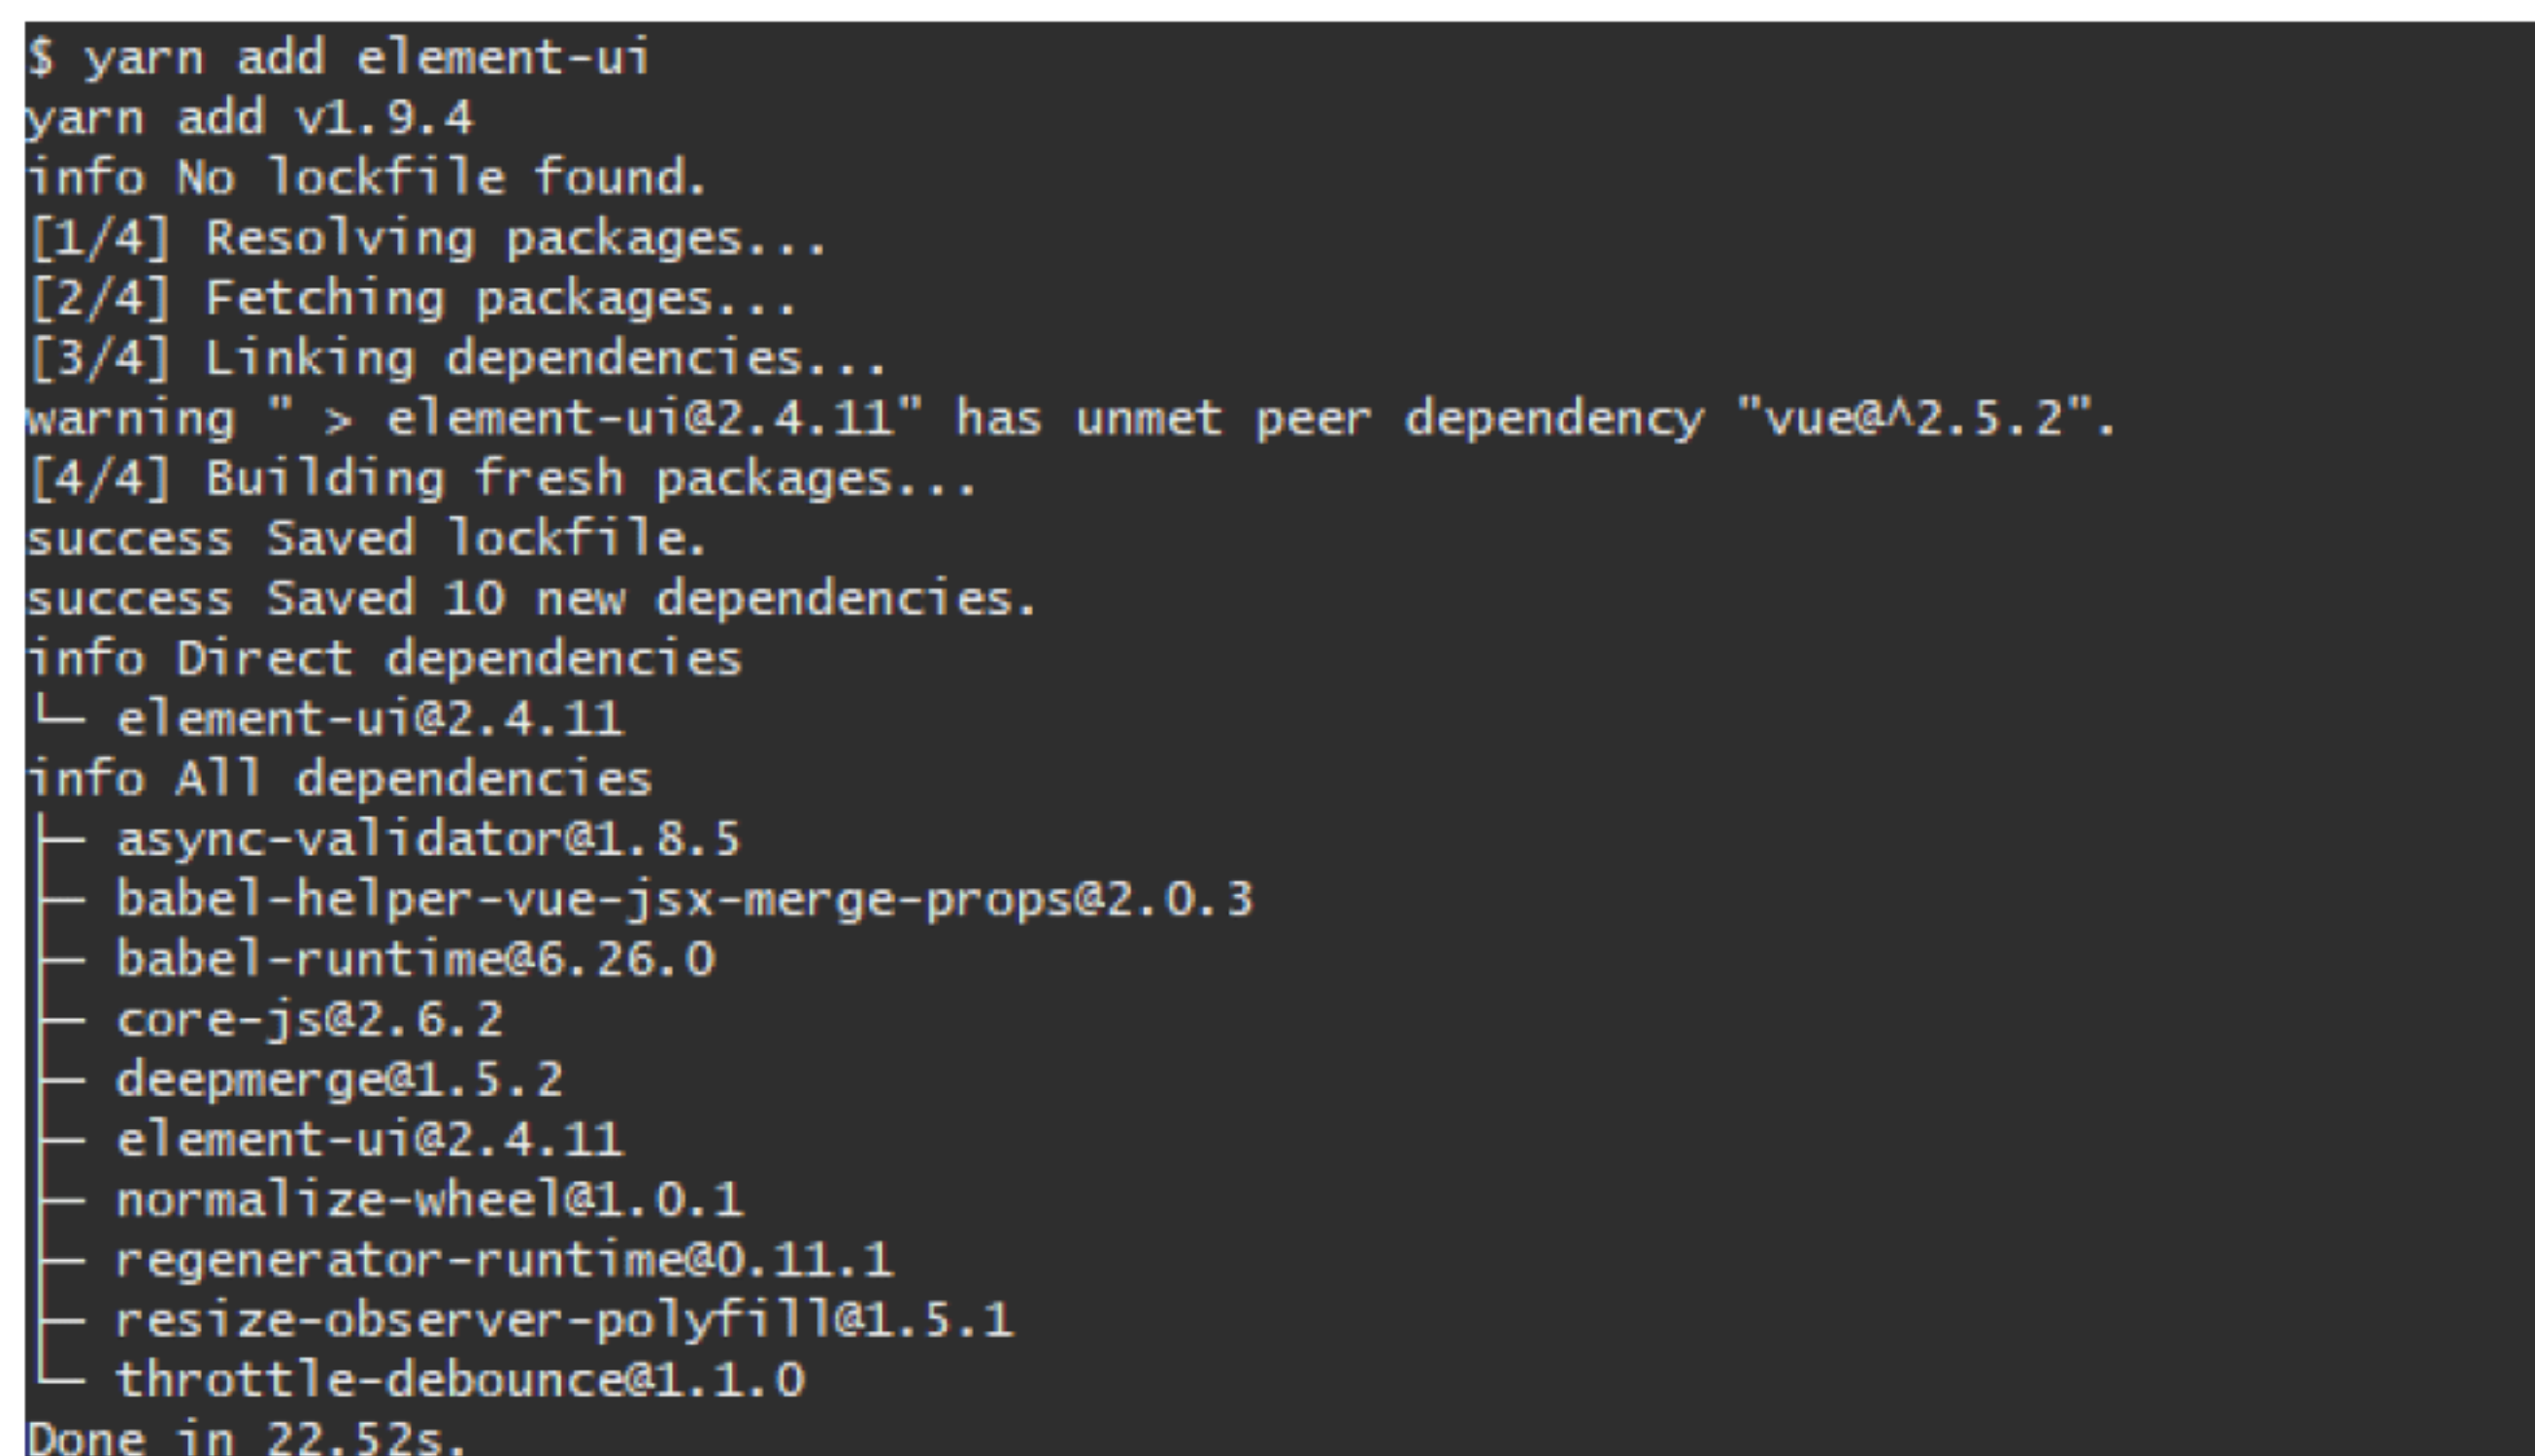 $ yarn add element-ui
yarn add v1.9.4
info No lockfile found.
[1/4] Resolving packages...
[2/4] Fetching packages...
[3/4] Linking dependencies...
warning " > element-ui@2.4.11" has unmet peer dependency "vue@^2.5.2".
[4/4] Building fresh packages...
success Saved lockfile.
success Saved 10 new dependencies.
info Direct dependencies
└─ element-ui@2.4.11
info All dependencies
├─ async-validator@1.8.5
├─ babel-helper-vue-jsx-merge-props@2.0.3
├─ babel-runtime@6.26.0
├─ core-js@2.6.2
├─ deepmerge@1.5.2
├─ element-ui@2.4.11
├─ normalize-wheel@1.0.1
├─ regenerator-runtime@0.11.1
├─ resize-observer-polyfill@1.5.1
└─ throttle-debounce@1.1.0
Done in 22.52s.